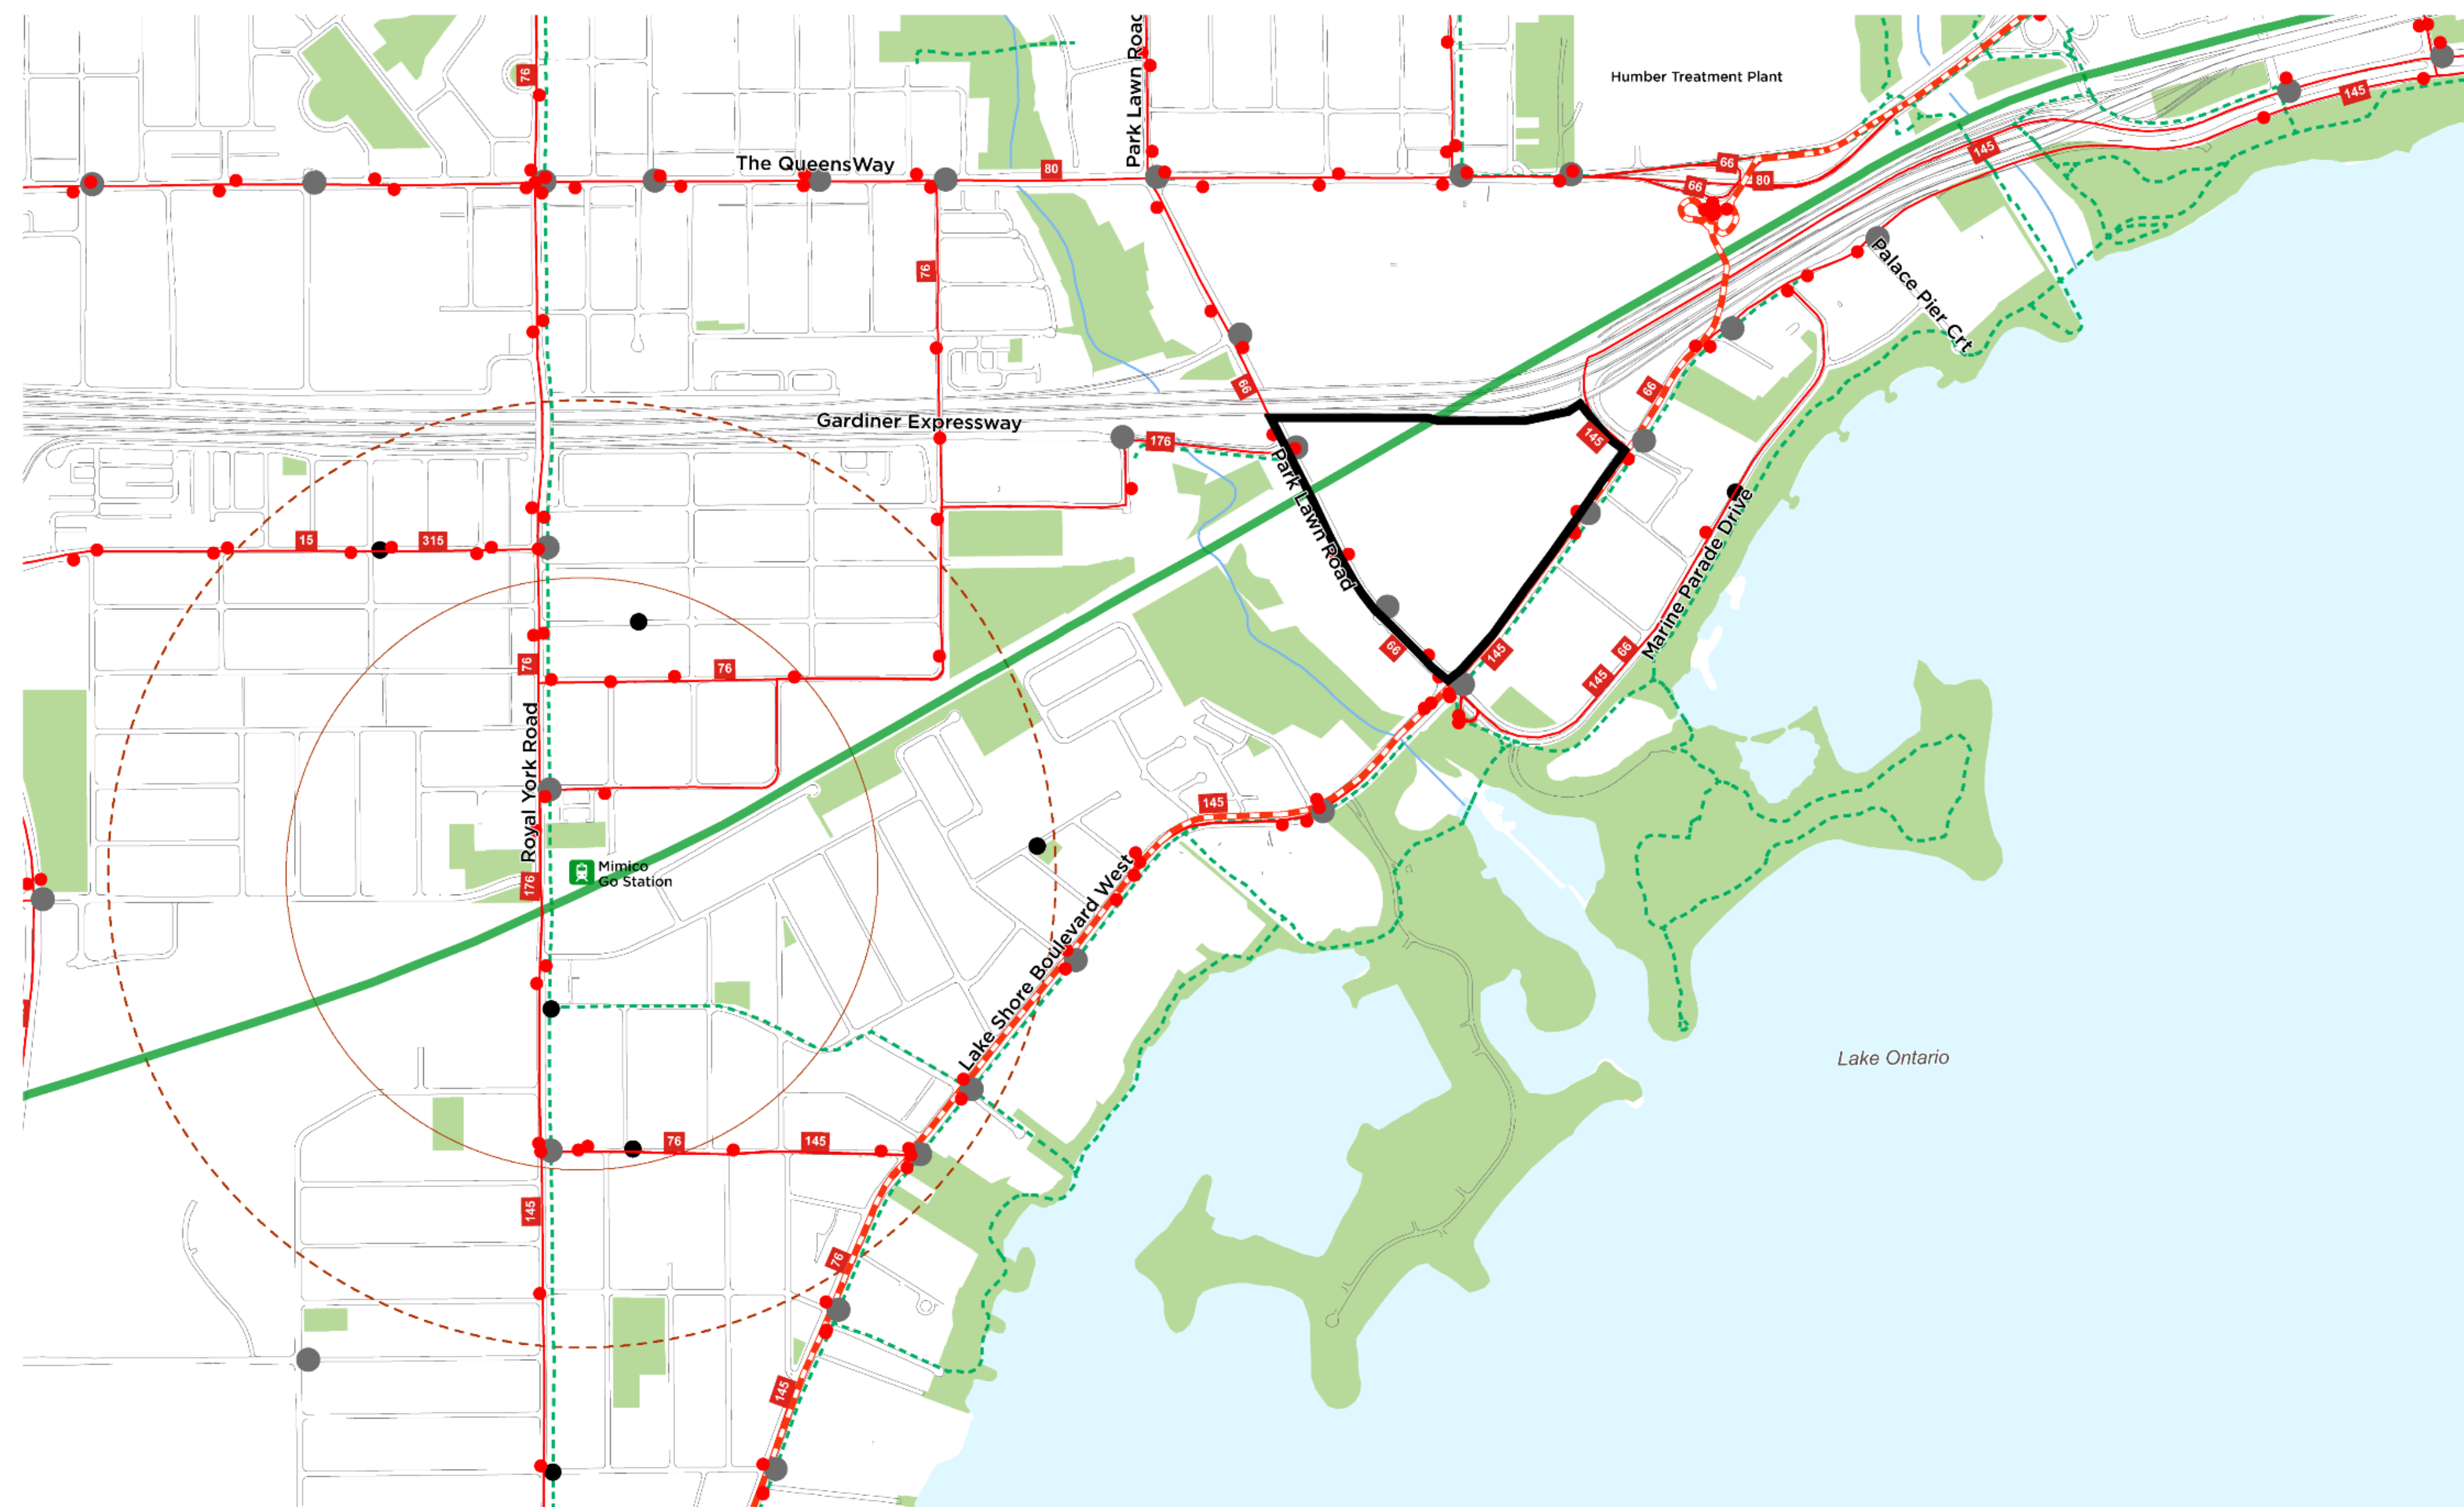 Park Lawn Road
76
Humber Treatment Plant
145
145
The QueensWay
80
66
66
80
76
Palace Pier Crt
66
66
Gardiner Expressway
176
145
Park Lawn Road
15
315
Marine Parade Drive
76
76
66
145
66
145
Royal York Road
145
Lake Shore Boulevard West
Mimico
Go Station
176
Lake Ontario
76
145
145
76
145